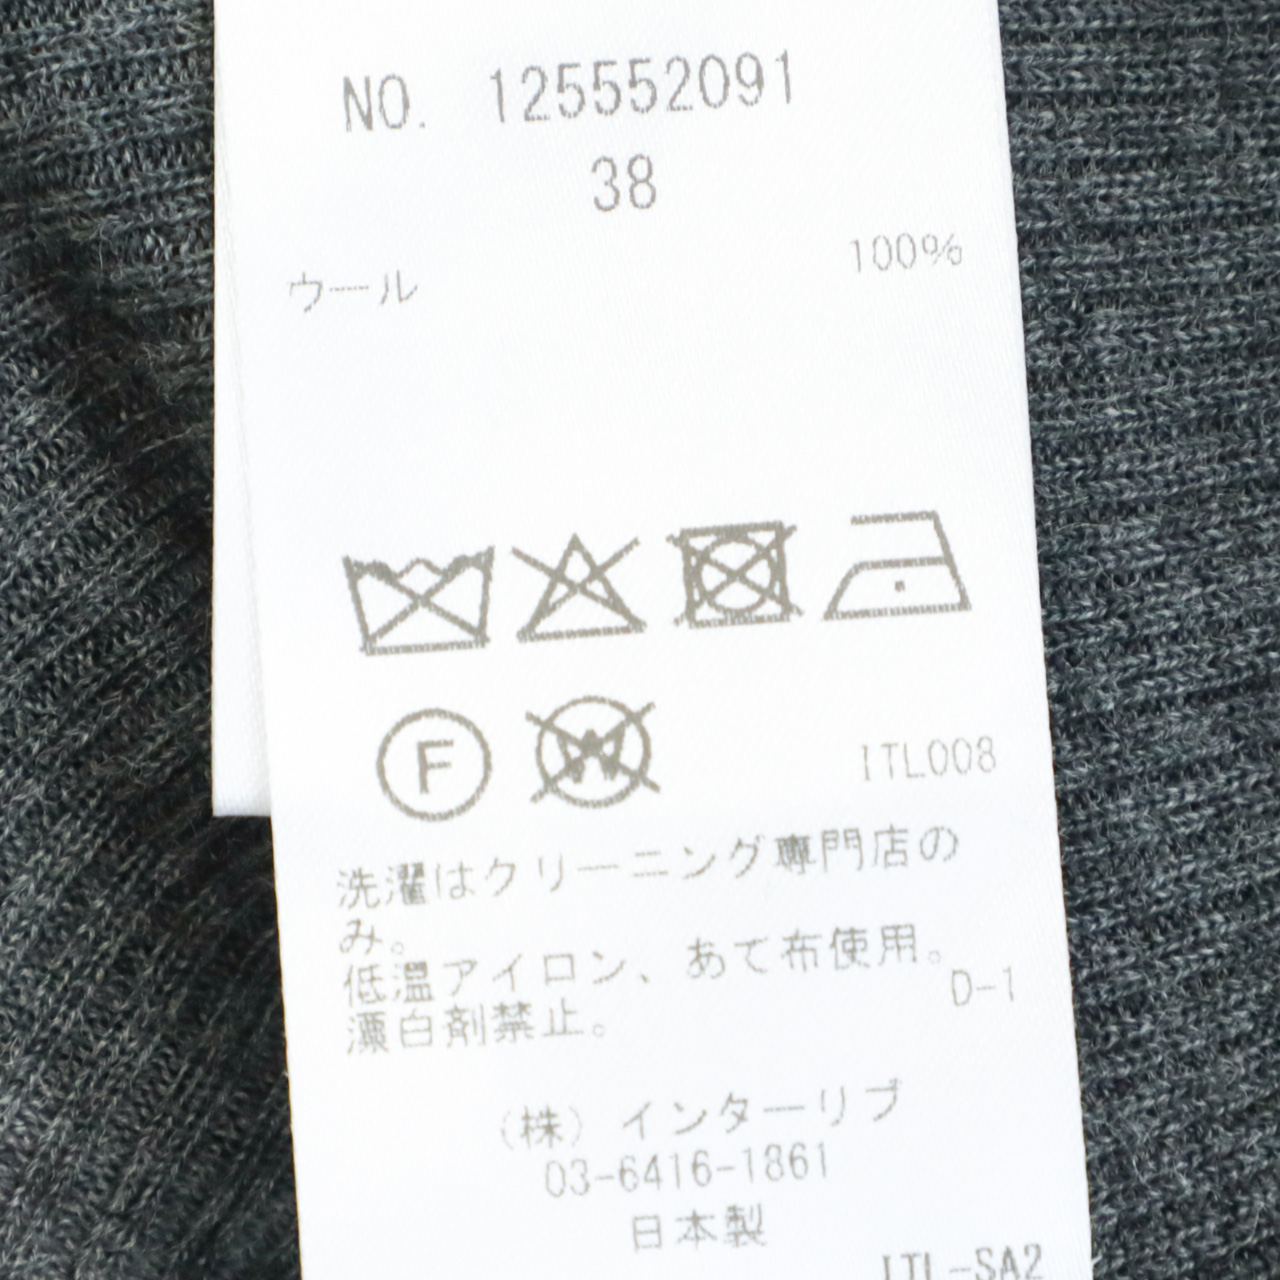 NO. 125552091
38
ウール 100%
F W
ITL008
洗濯はクリーニング専門店の
み。
低温アイロン、あて布使用。
D-1
漂白剤禁止。
(株)インターリブ
03-6416-1861
日本製
ITL-SA2